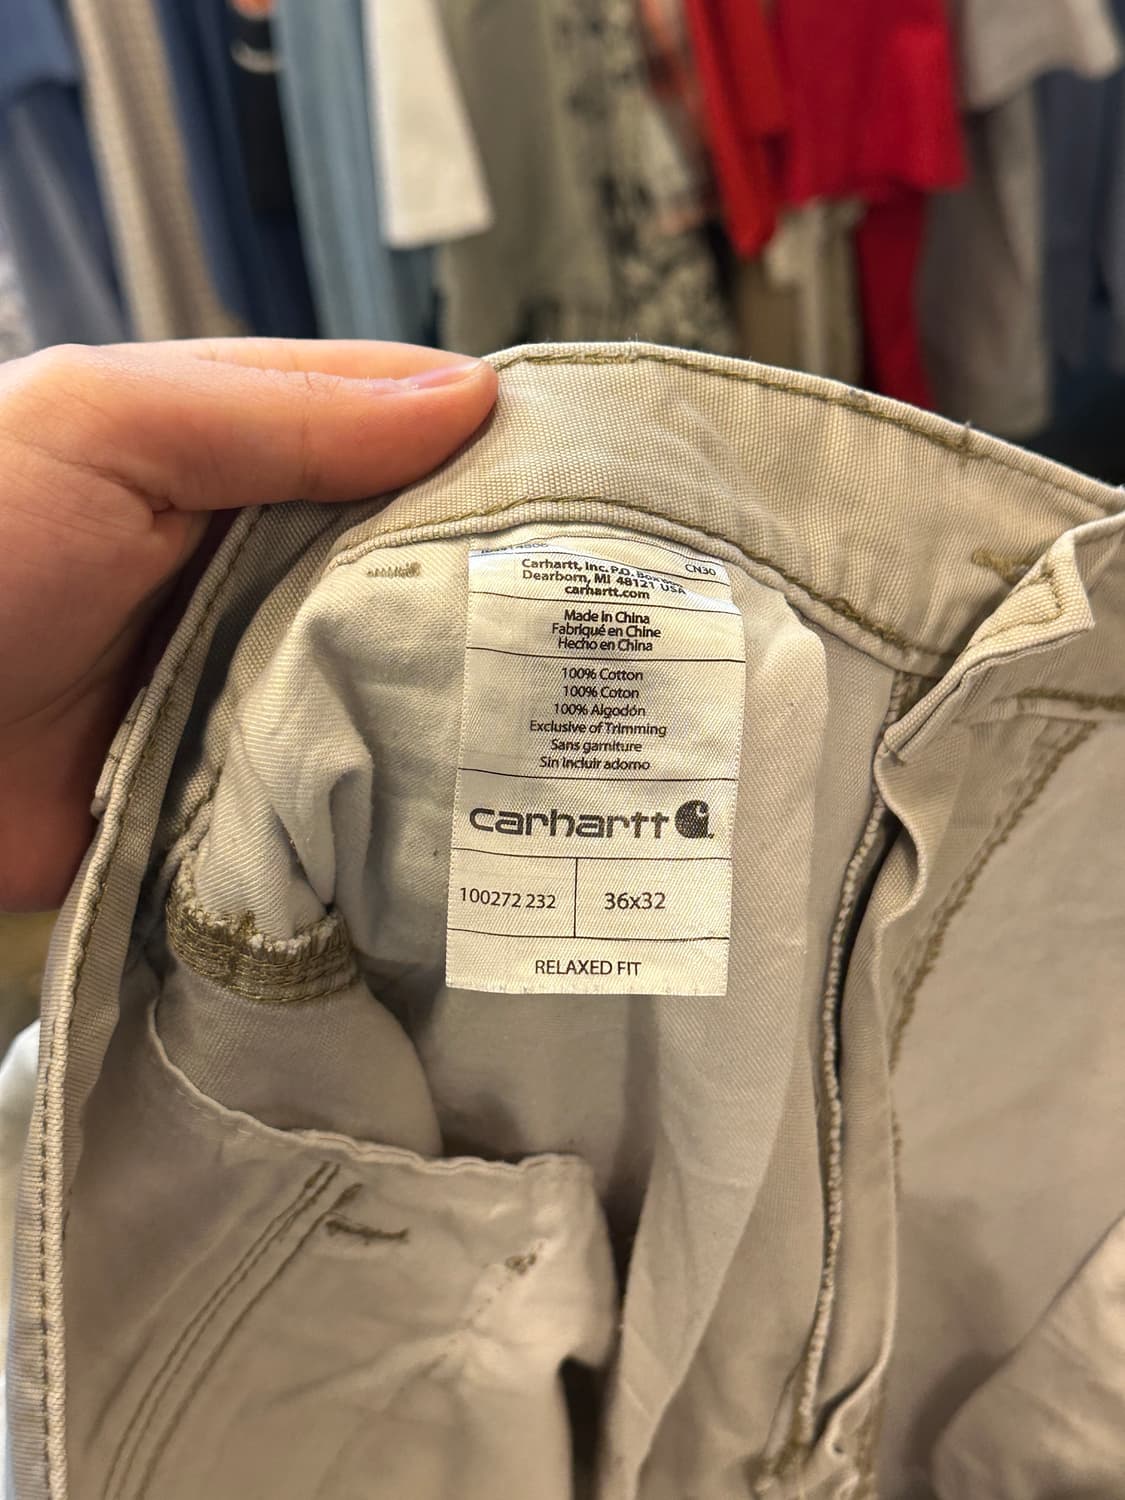 CN30
Carhartt, Inc. P.O. Box
Dearborn, MI 48121 USA
carhartt.com
Made in China
Fabriqué en Chine
Hecho en China
100% Cotton
100% Coton
100% Algodón
Exclusive of Trimming
Sans garniture
Sin Incluir adorno
carhartt
100272 232
36x32
RELAXED FIT